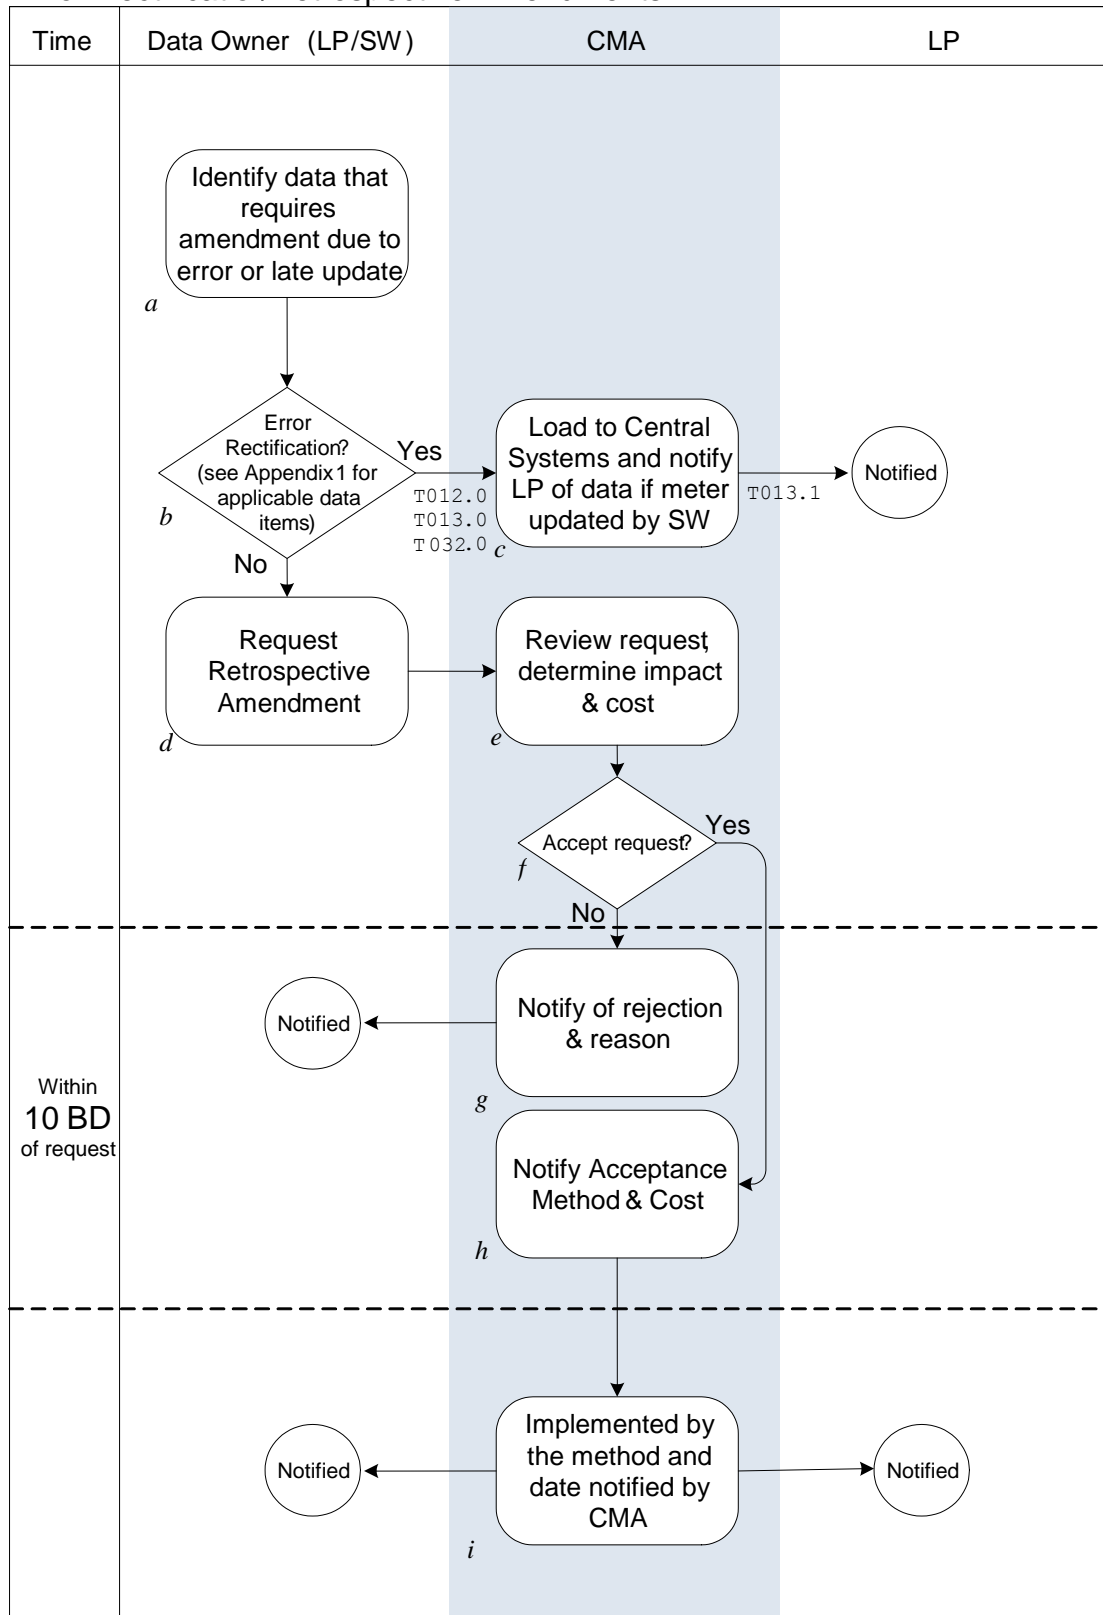 Time
Data Owner (LP/SW)
CMA
LP
Identify data that
requires
amendment due to
error or late update
a
Error
Rectification?
(see Appendix 1 for
applicable data
items)
b
Yes
T012.0
T013.0
T032.0
Load to Central
Systems and notify
LP of data if meter
updated by SW
c
T013.1
Notified
No
Request
Retrospective
Amendment
d
Review request,
determine impact
& cost
e
Accept request?
f
Yes
No
Within
10 BD
of request
Notify of rejection
& reason
g
Notified
Notify Acceptance
Method & Cost
h
Implemented by
the method and
date notified by
CMA
i
Notified
Notified